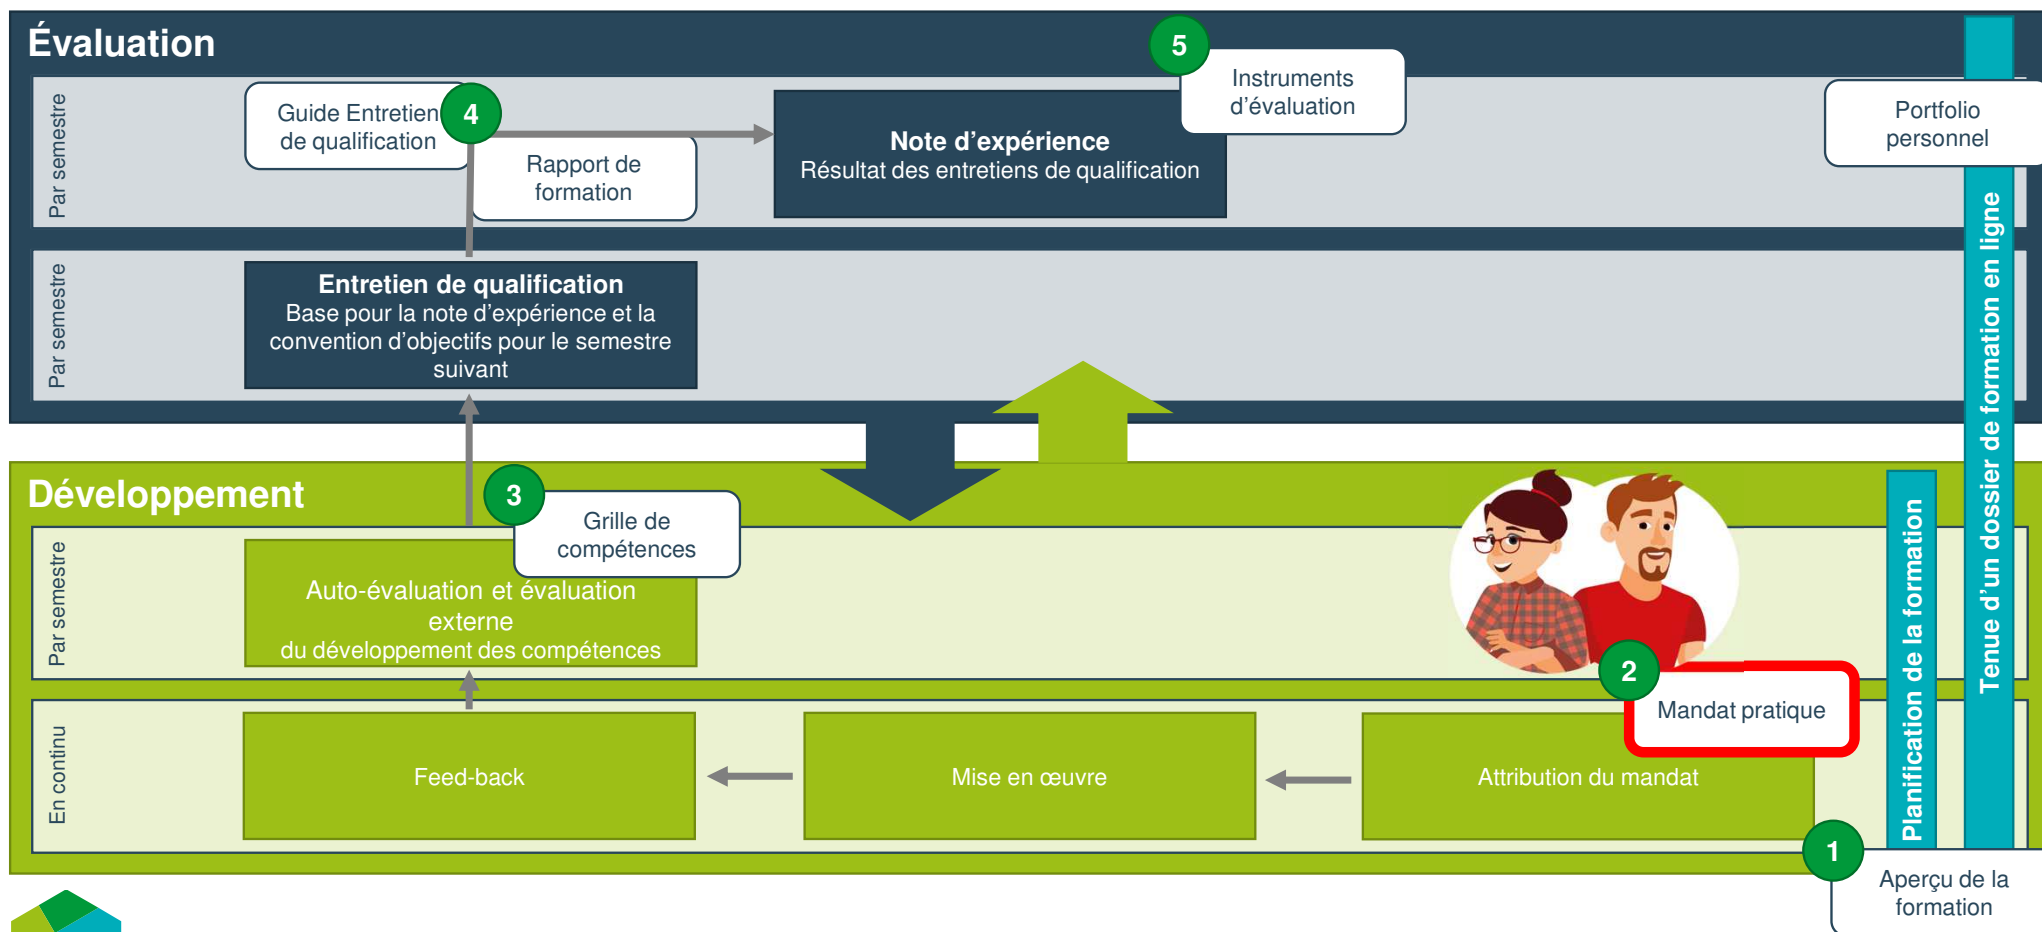 Évaluation
5
Instruments
d’évaluation
Par semestre
Guide Entretien
de qualification
4
Rapport de
formation
Note d’expérience
Résultat des entretiens de qualification
Portfolio
personnel
Par semestre
Entretien de qualification
Base pour la note d’expérience et la
convention d’objectifs pour le semestre
suivant
Tenue d’un dossier de formation en ligne
Développement
3
Grille de
compétences
Par semestre
Auto-évaluation et évaluation
externe
du développement des compétences
2
Mandat pratique
Planification de la formation
En continu
Feed-back
Mise en œuvre
Attribution du mandat
1
Aperçu de la
formation